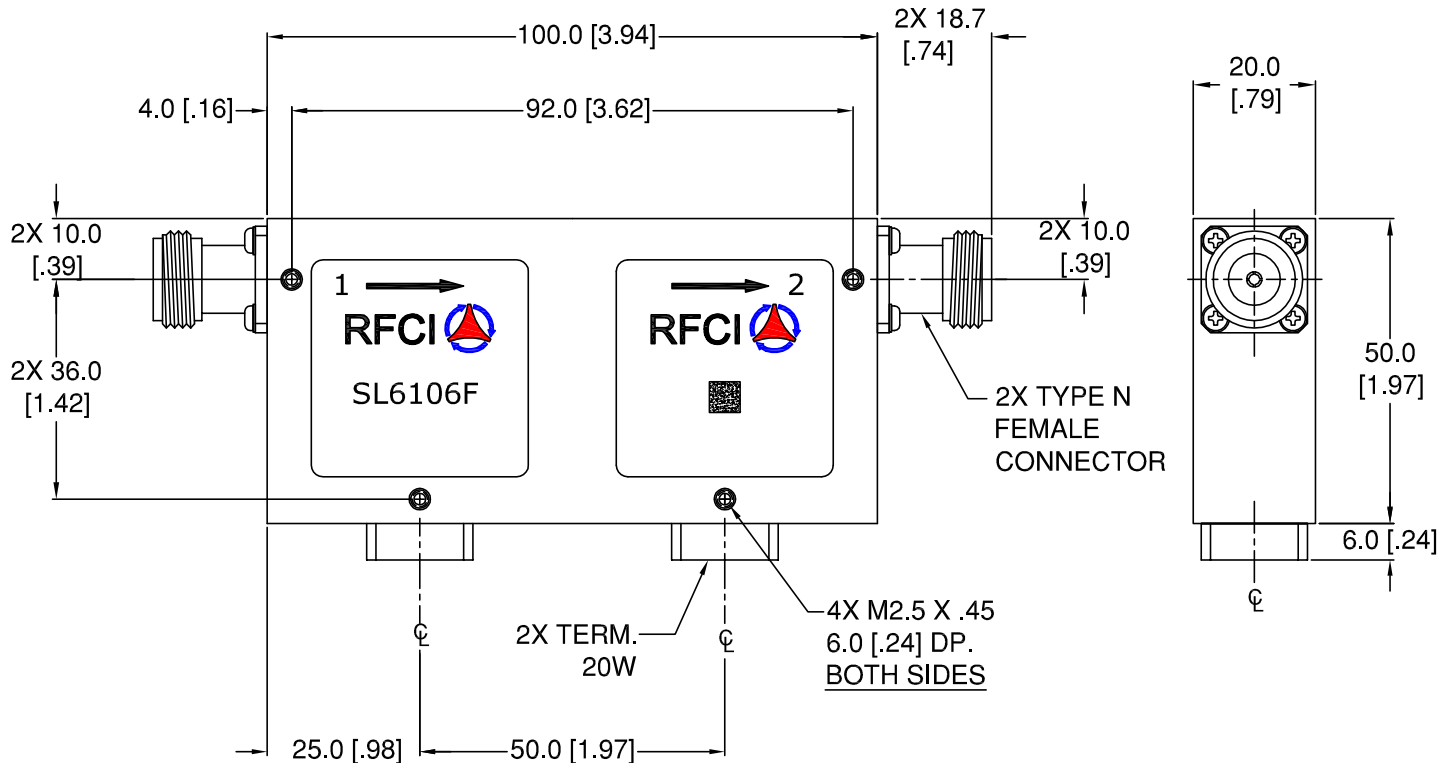 100.0 [3.94]
2X 18.7
[.74]
20.0
[.79]
4.0 [.16]
92.0 [3.62]
2X 10.0
[.39]
2X 10.0
[.39]
1
2
RFCI
RFCI
SL6106F
2X 36.0
[1.42]
50.0
[1.97]
2X TYPE N
FEMALE
CONNECTOR
6.0 [.24]
4X M2.5 X .45
6.0 [.24] DP.
BOTH SIDES
2X TERM.
20W
℄
℄
℄
25.0 [.98]
50.0 [1.97]